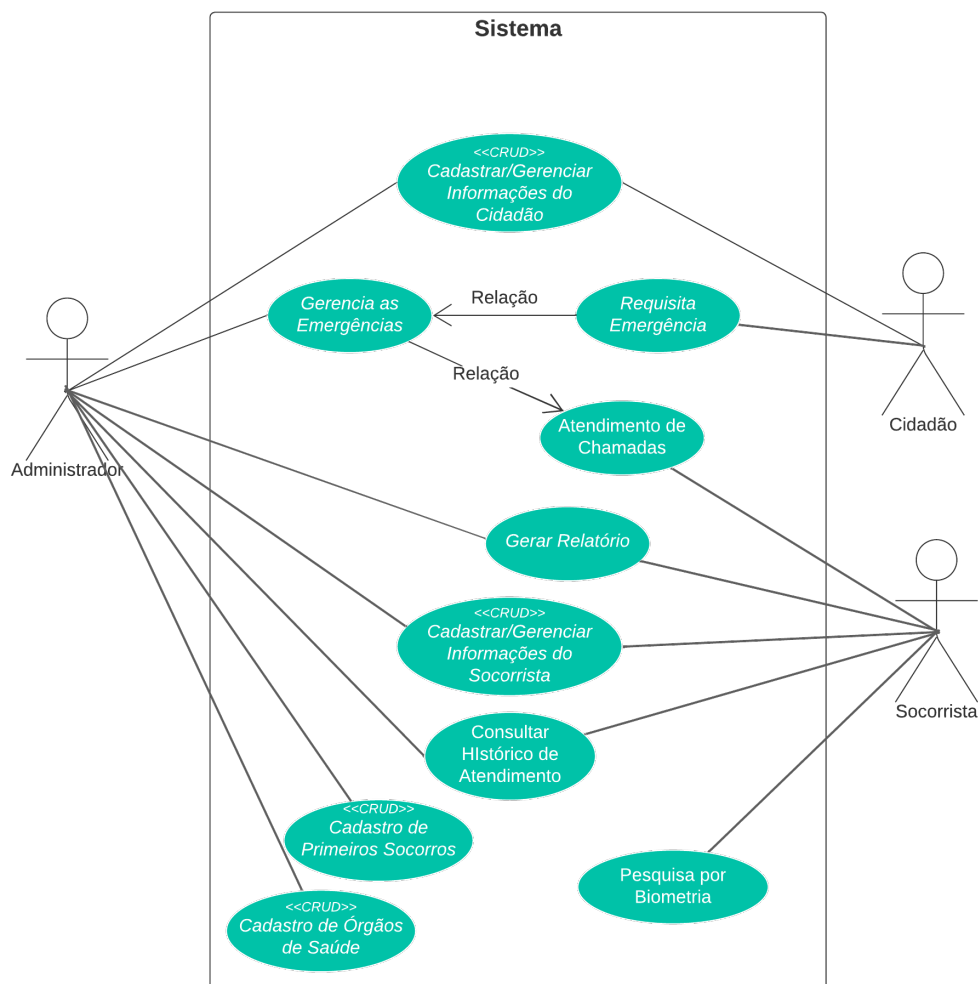 Sistema
<<CRUD>>
Cadastrar/Gerenciar
Informações do
Cidadão
Gerencia as
Emergências
Relação
Requisita
Emergência
Relação
Atendimento de
Chamadas
Cidadão
Administrador
Gerar Relatório
<<CRUD>>
Cadastrar/Gerenciar
Informações do
Socorrista
Socorrista
Consultar
HIstórico de
Atendimento
<<CRUD>>
Cadastro de
Primeiros Socorros
Pesquisa por
Biometria
<<CRUD>>
Cadastro de Órgãos
de Saúde